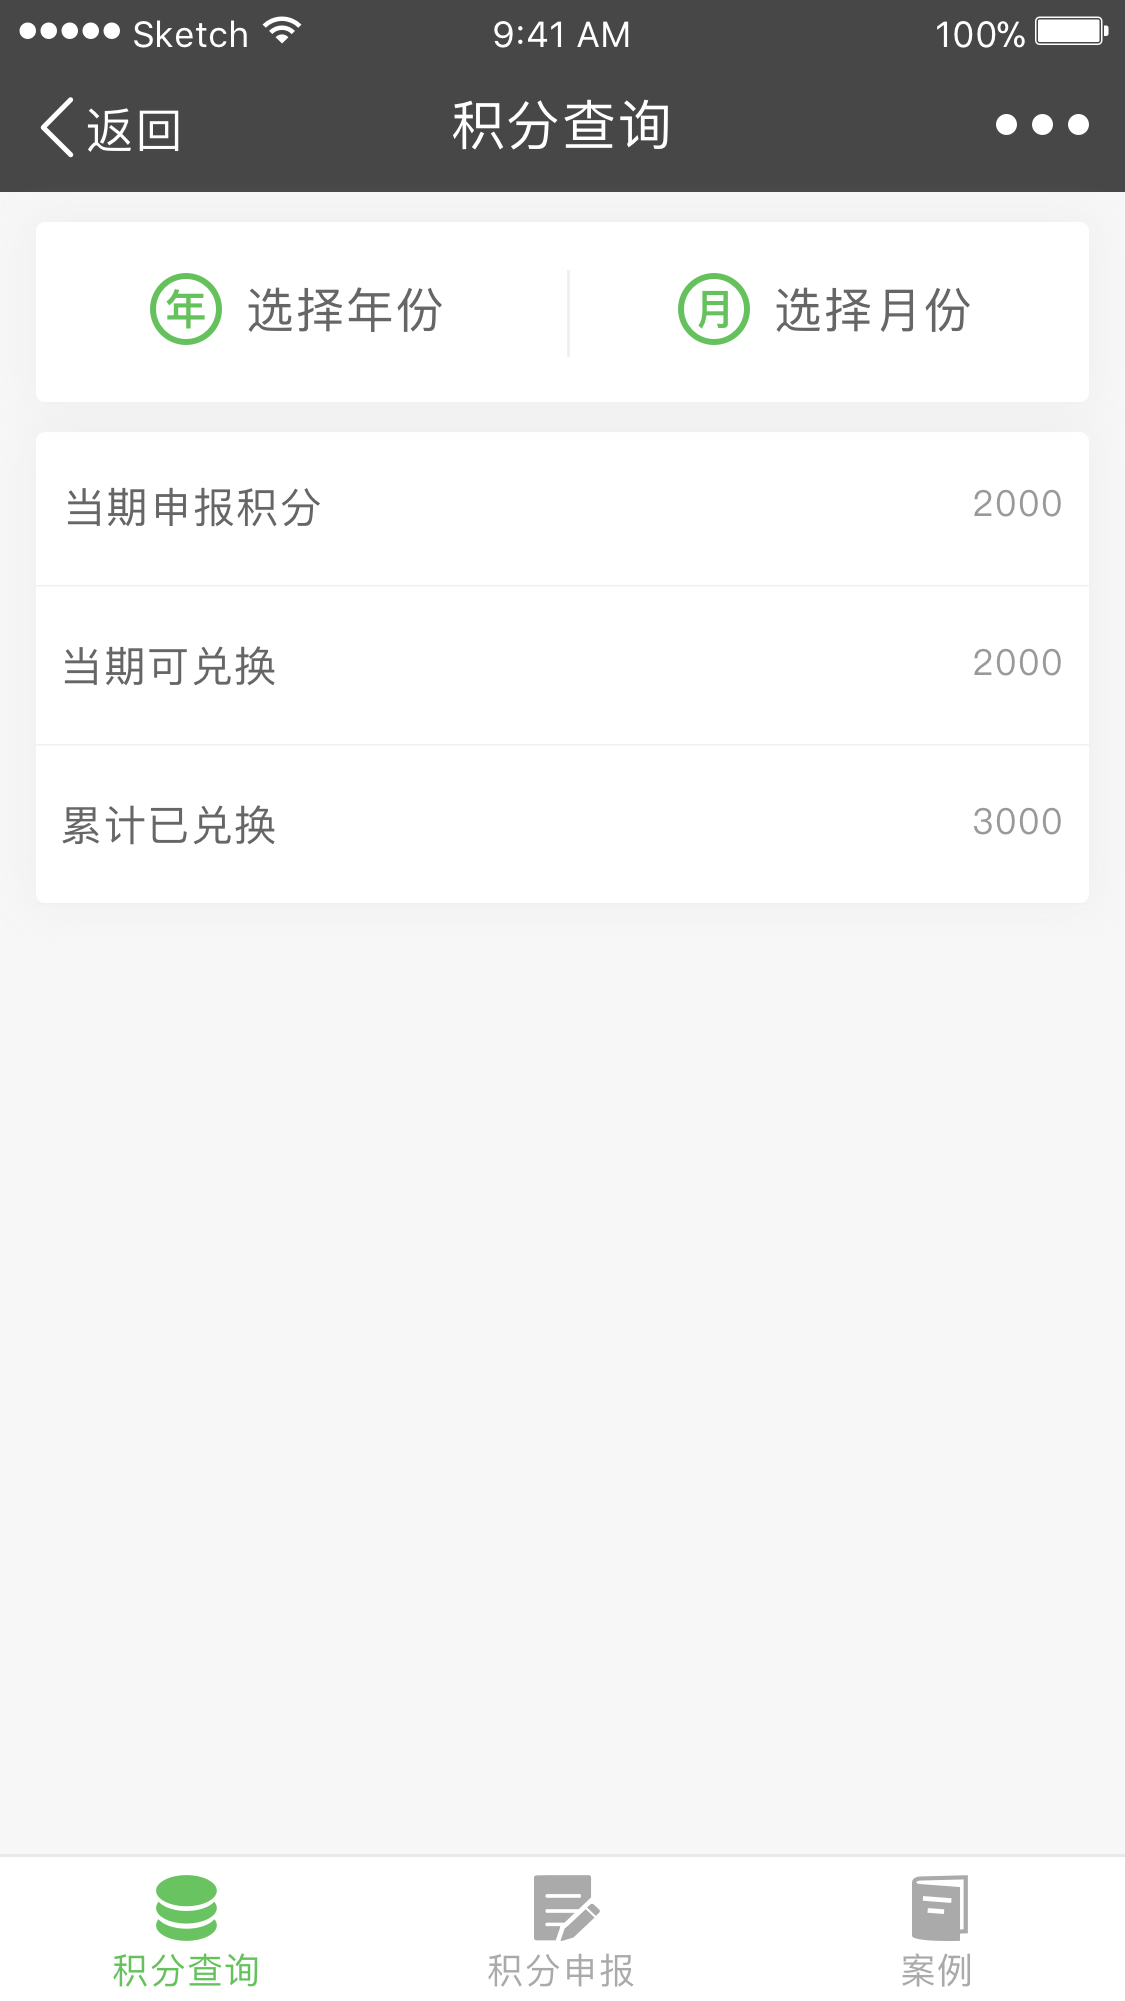 Sketch 9:41 AM 100%
返回 积分查询
年 选择年份 月 选择月份
当期申报积分 2000
当期可兑换 2000
累计已兑换 3000
积分查询 积分申报 案例